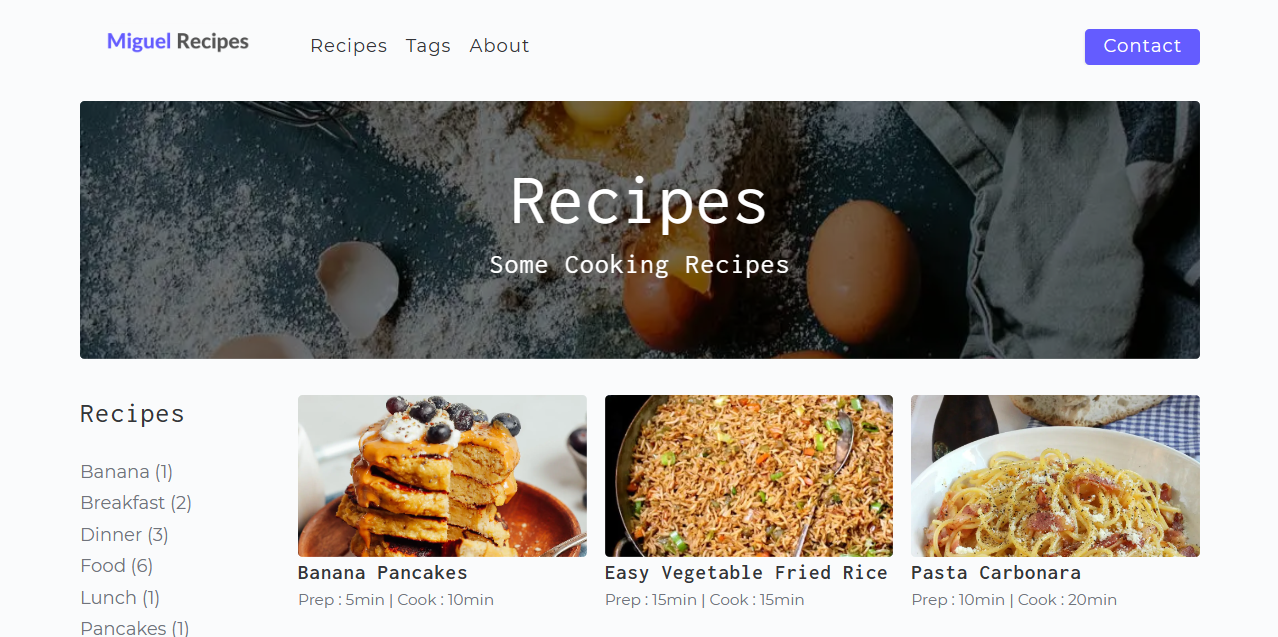 Miguel Recipes
Recipes Tags About
Contact
Recipes
Some Cooking Recipes
Recipes
Banana (1)
Breakfast (2)
Dinner (3)
Food (6)
Lunch (1)
Pancakes (1)
Banana Pancakes
Prep : 5min | Cook : 10min
Easy Vegetable Fried Rice
Prep : 15min | Cook : 15min
Pasta Carbonara
Prep : 10min | Cook : 20min